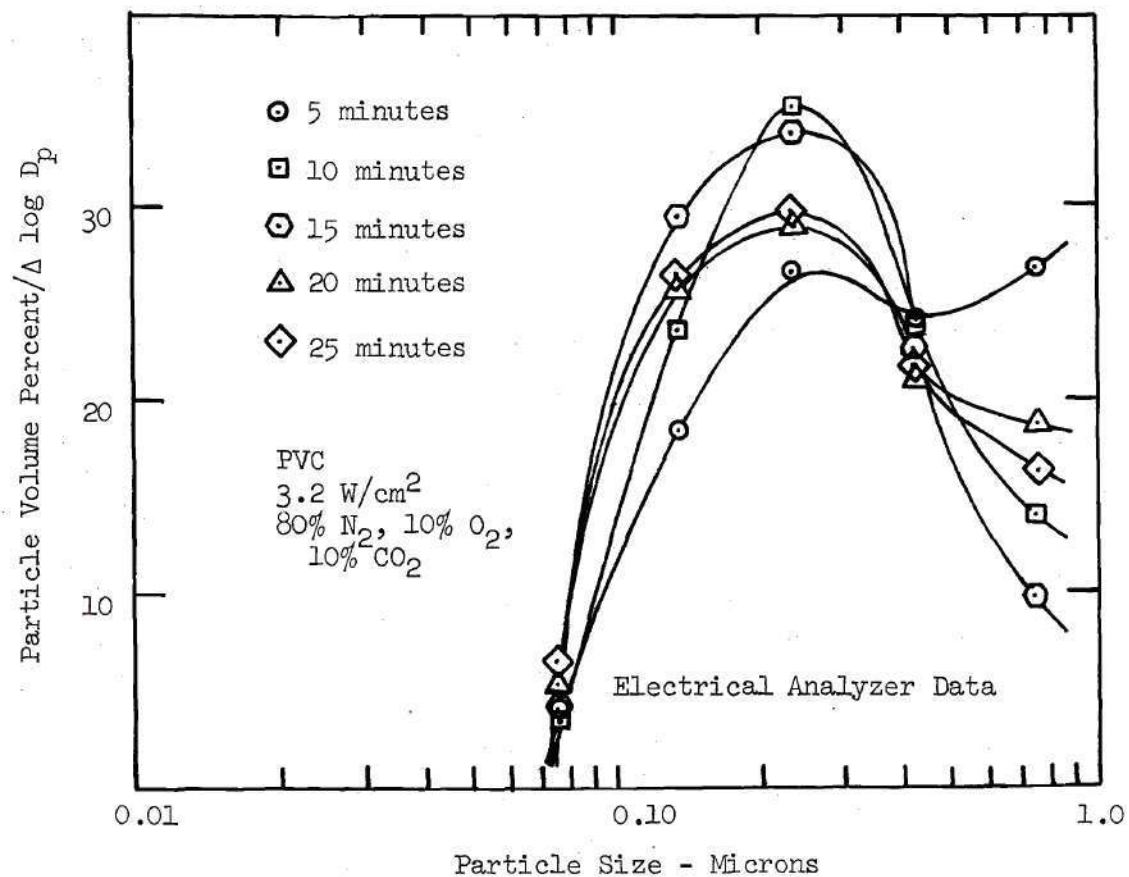 5 minutes
10 minutes
15 minutes
20 minutes
25 minutes
PVC
3.2 W/cm2
80% N2, 10% O2,
10% CO2
Electrical Analyzer Data
Particle Volume Percent/Δ log Dp
30
20
10
0.01
0.10
1.0
Particle Size - Microns